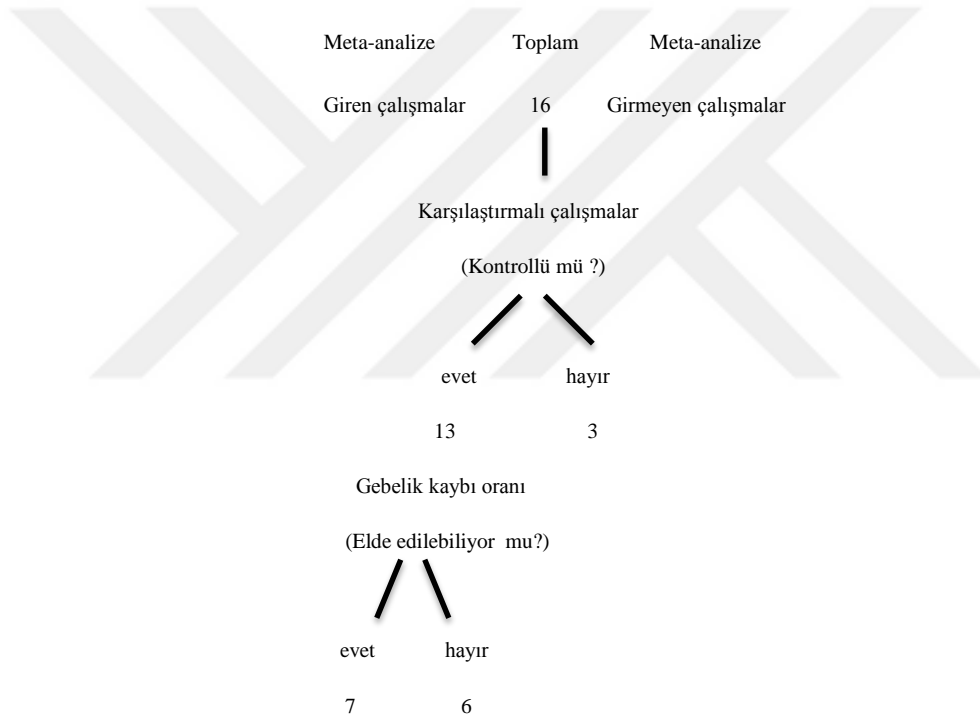 Meta-analize Toplam Meta-analize
Giren çalışmalar 16 Girmeyen çalışmalar
Karşılaştırmalı çalışmalar
(Kontrollü mü ?)
evet hayır
13 3
Gebelik kaybı oranı
(Elde edilebiliyor mu?)
evet hayır
7 6